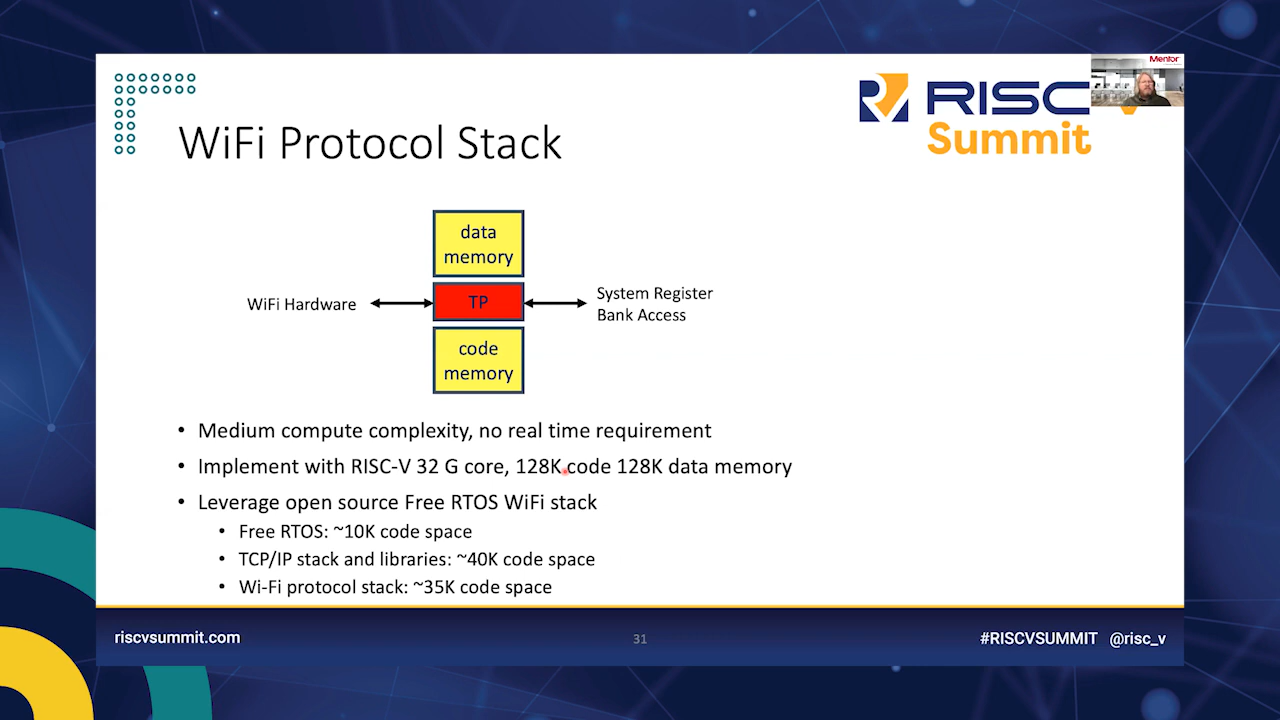 Mentor
RISC
Summit
WiFi Protocol Stack
data
memory
WiFi Hardware
TP
System Register
Bank Access
code
memory
• Medium compute complexity, no real time requirement
• Implement with RISC-V 32 G core, 128K code 128K data memory
• Leverage open source Free RTOS WiFi stack
• Free RTOS: ~10K code space
• TCP/IP stack and libraries: ~40K code space
• Wi-Fi protocol stack: ~35K code space
riscvsummit.com
31
#RISCVSUMMIT @risc_v